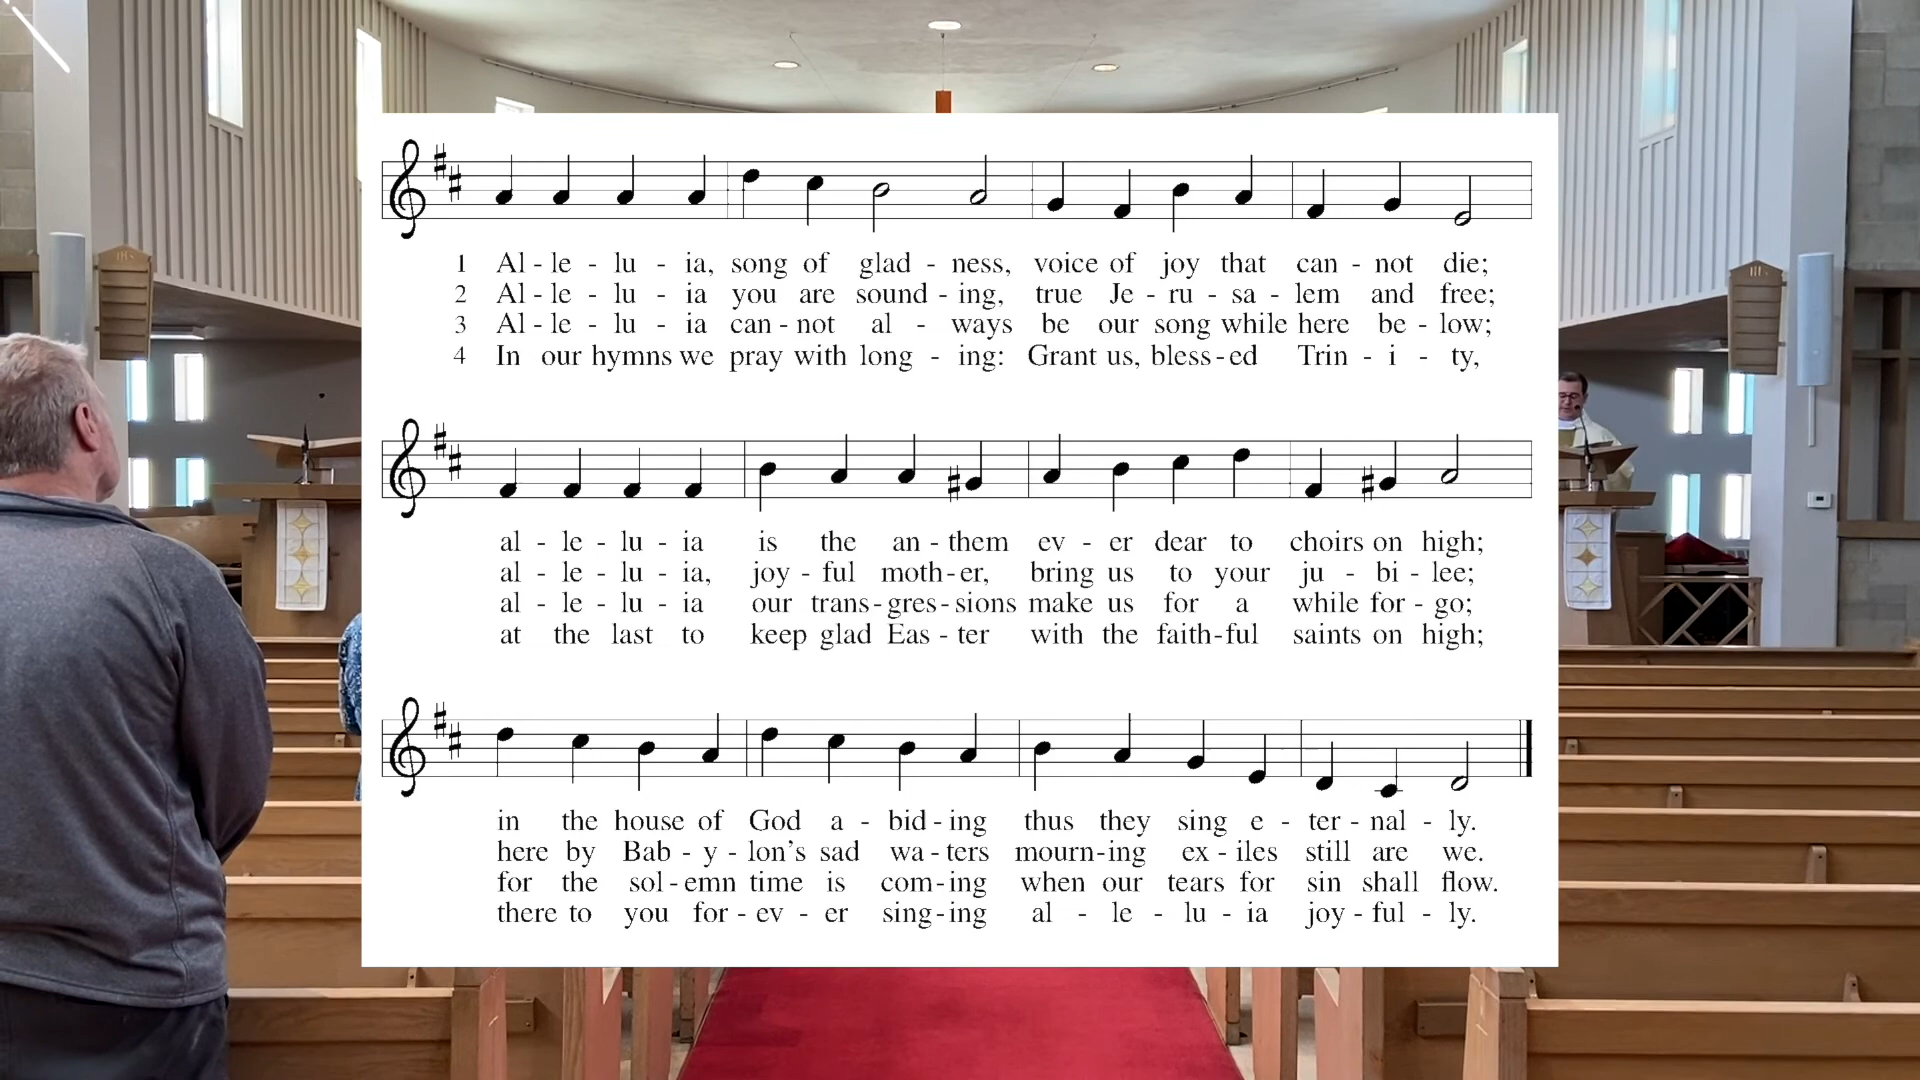 1 Al - le - lu - ia, song of glad - ness, voice of joy that can - not die;
2 Al - le - lu - ia you are sound - ing, true Je - ru - sa - lem and free;
3 Al - le - lu - ia can - not al - ways be our song while here be - low;
4 In our hymns we pray with long - ing: Grant us, bless - ed Trin - i - ty,
al - le - lu - ia is the an - them ev - er dear to choirs on high;
al - le - lu - ia, joy - ful moth - er, bring us to your ju - bi - lee;
al - le - lu - ia our trans - gres - sions make us for a while for - go;
at the last to keep glad Eas - ter with the faith - ful saints on high;
in the house of God a - bid - ing thus they sing e - ter - nal - ly.
here by Bab - y - lon's sad wa - ters mourn - ing ex - iles still are we.
for the sol - emn time is com - ing when our tears for sin shall flow.
there to you for - ev - er sing - ing al - le - lu - ia joy - ful - ly.